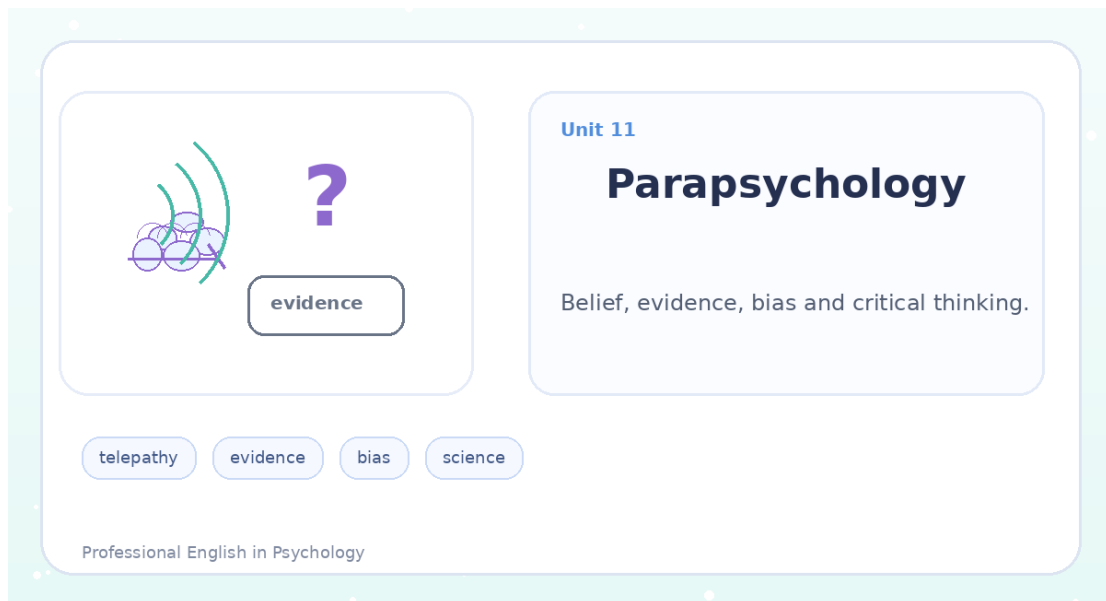 ?
evidence
Unit 11
Parapsychology
Belief, evidence, bias and critical thinking.
telepathy
evidence
bias
science
Professional English in Psychology